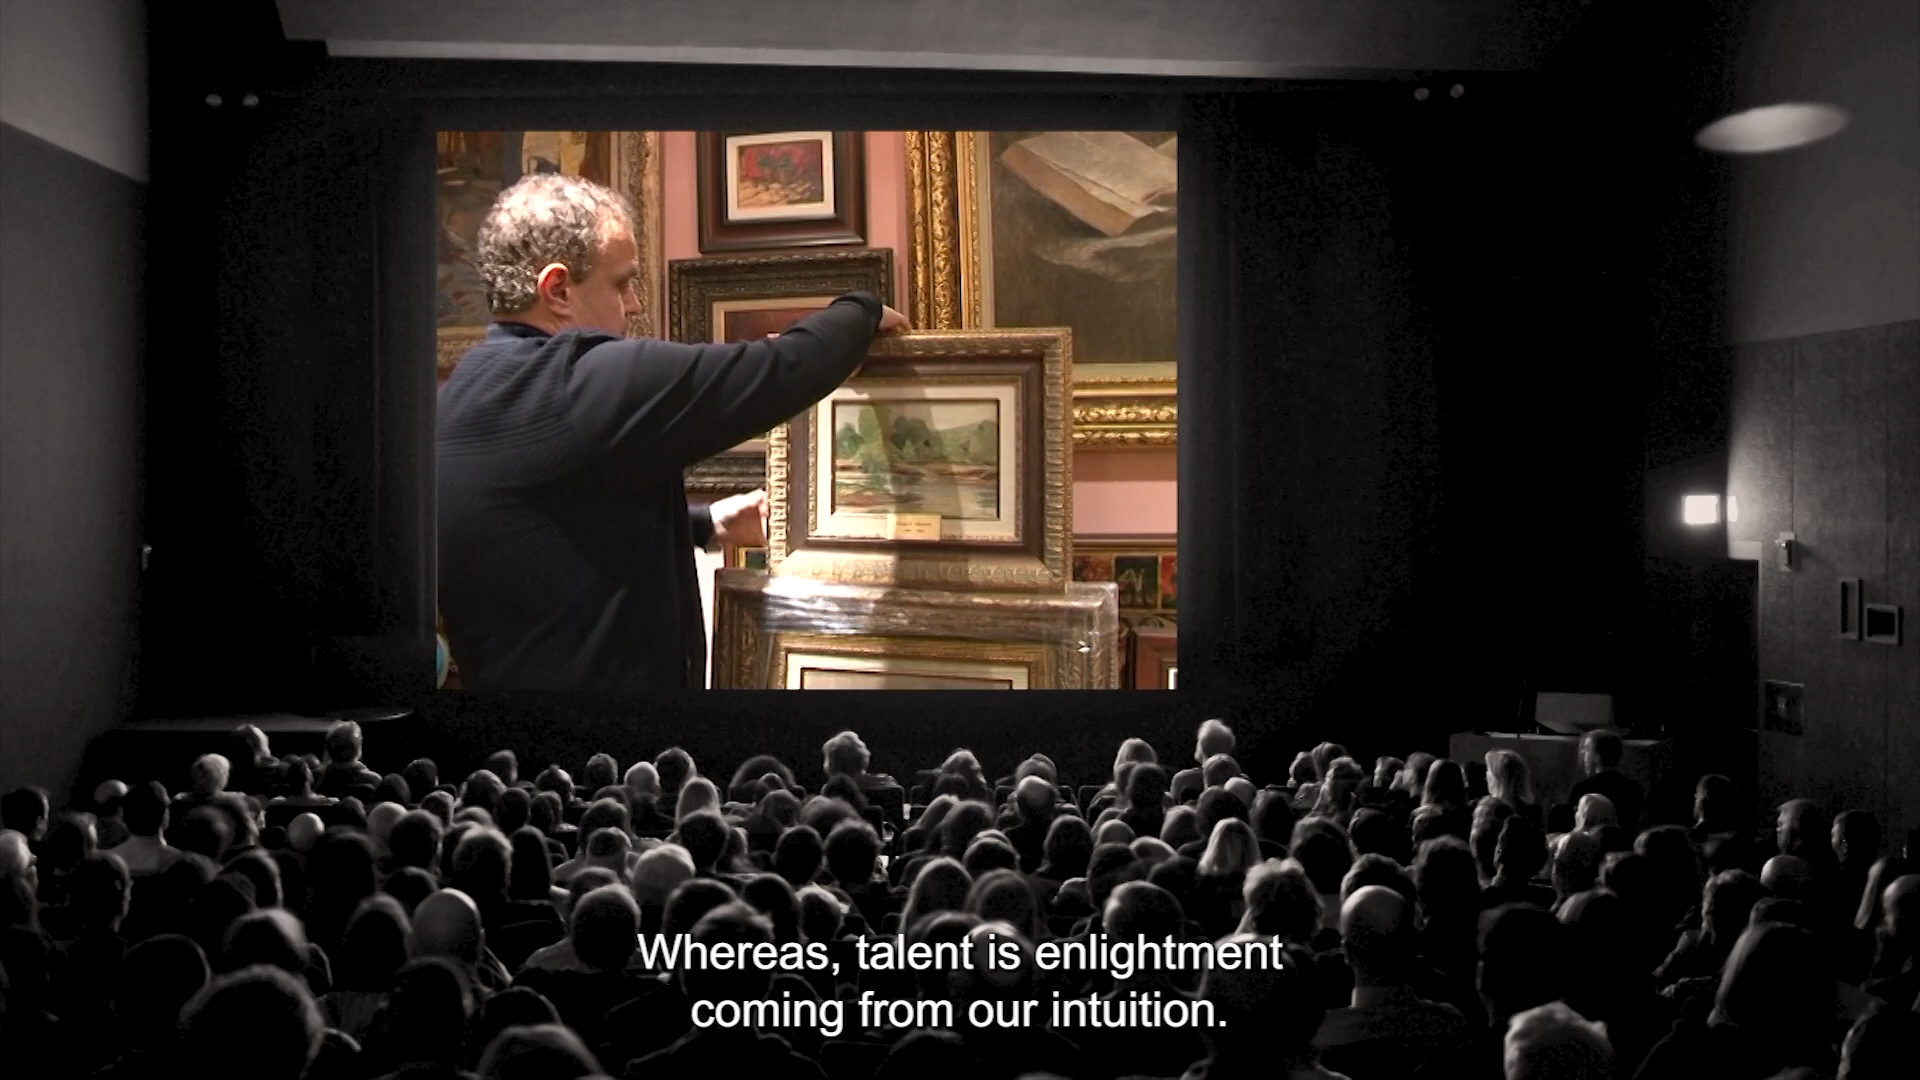 Whereas, talent is enlightment
coming from our intuition.